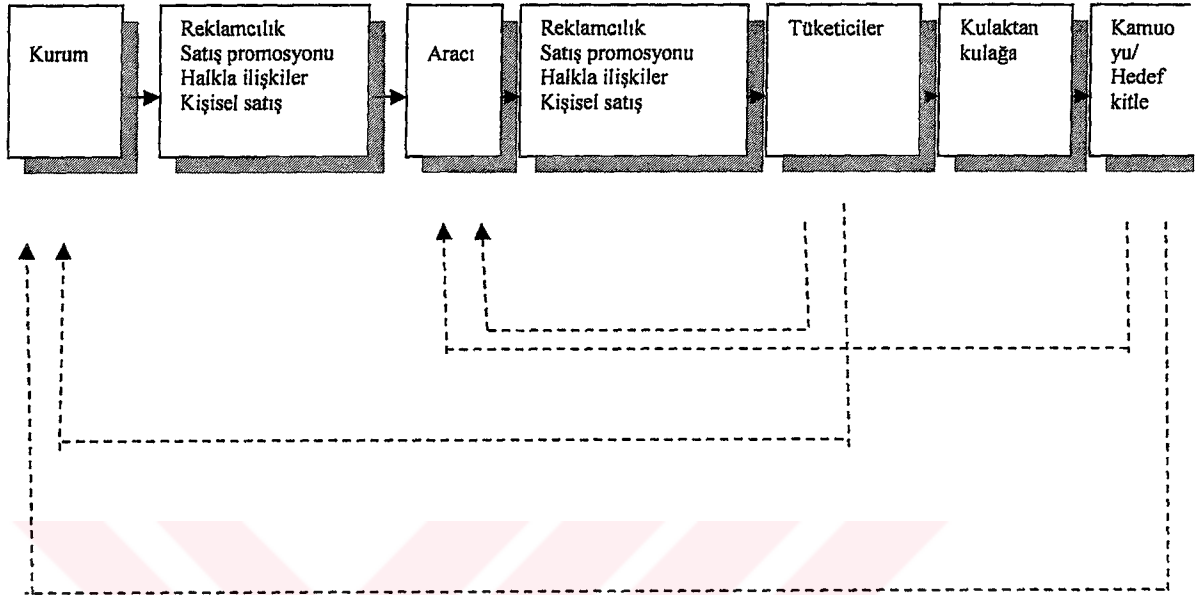 Kurum
Reklamcılık
Satış promosyonu
Halkla ilişkiler
Kişisel satış
Aracı
Reklamcılık
Satış promosyonu
Halkla ilişkiler
Kişisel satış
Tüketiciler
Kulaktan
kulağa
Kamuo
yu/
Hedef
kitle